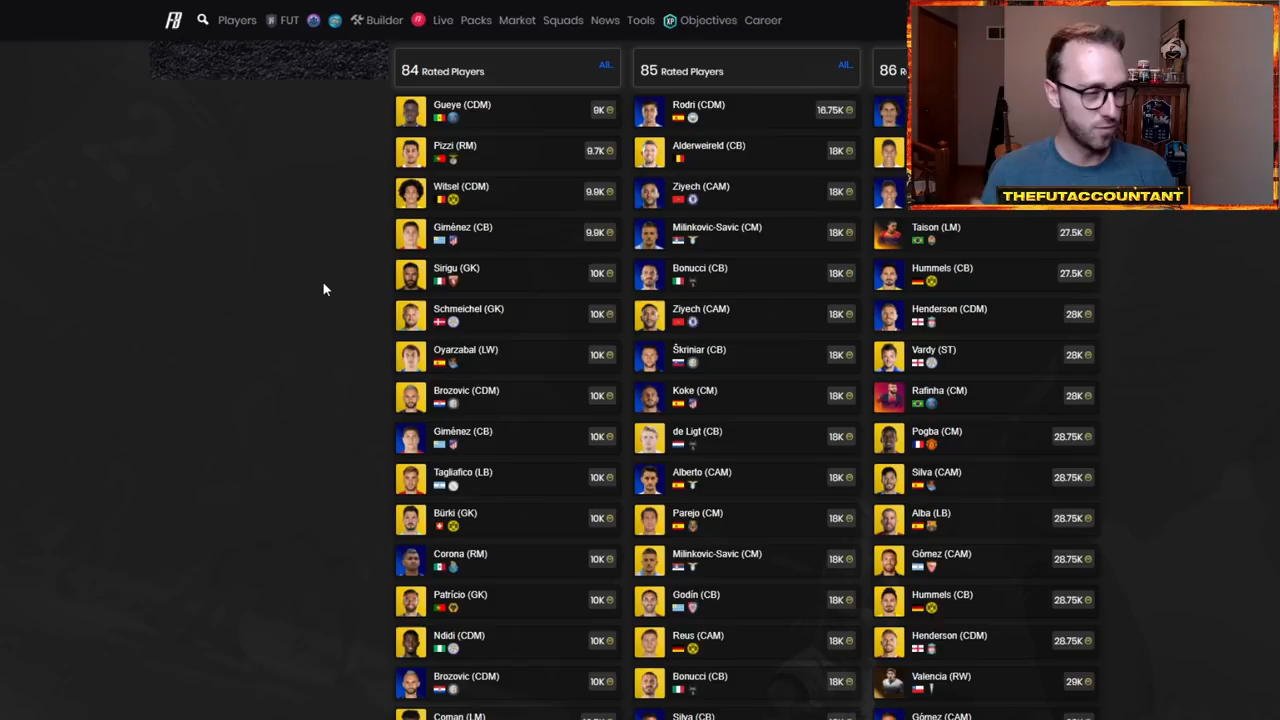 FB Players FUT Builder Live Packs Market Squads News Tools XP Objectives Career
84 Rated Players All..
85 Rated Players All..
86
Gueye (CDM) 9K
Pizzi (RM) 9.7K
Witsel (CDM) 9.9K
Giménez (CB) 9.9K
Sirigu (GK) 10K
Schmeichel (GK) 10K
Oyarzabal (LW) 10K
Brozovic (CDM) 10K
Giménez (CB) 10K
Tagliafico (LB) 10K
Bürki (GK) 10K
Corona (RM) 10K
Patrício (GK) 10K
Ndidi (CDM) 10K
Brozovic (CDM) 10K
Coman (LM)
Rodri (CDM) 16.75K
Alderweireld (CB) 18K
Ziyech (CAM) 18K
Milinkovic-Savic (CM) 18K
Bonucci (CB) 18K
Ziyech (CAM) 18K
Škriniar (CB) 18K
Koke (CM) 18K
de Ligt (CB) 18K
Alberto (CAM) 18K
Parejo (CM) 18K
Milinkovic-Savic (CM) 18K
Godín (CB) 18K
Reus (CAM) 18K
Bonucci (CB) 18K
Silva (CB)
Taison (LM) 27.5K
Hummels (CB) 27.5K
Henderson (CDM) 28K
Vardy (ST) 28K
Rafinha (CM) 28K
Pogba (CM) 28.75K
Silva (CAM) 28.75K
Alba (LB) 28.75K
Gómez (CAM) 28.75K
Hummels (CB) 28.75K
Henderson (CDM) 28.75K
Valencia (RW) 29K
Gómez (CAM)
THEFUTACCOUNTANT